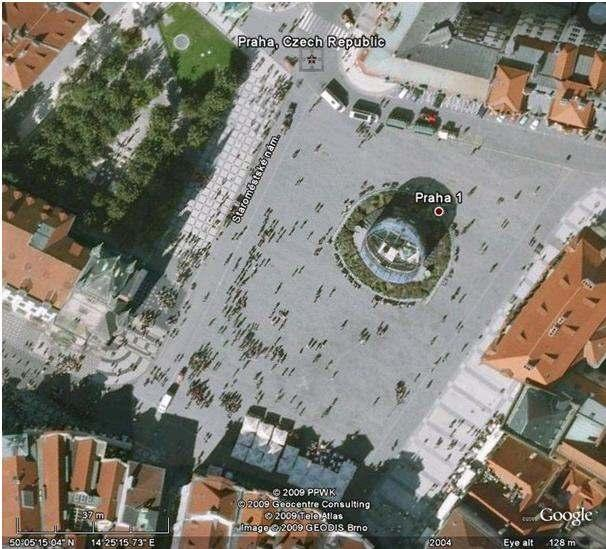 Praha, Czech Republic
Staroměstské nám.
Praha 1
© 2009 PPWK
© 2009 Geocentre Consulting
© 2009 Tele Atlas
Image © 2009 GEODIS Brno
©2009 Google
37 m
50°05'15.04" N 14°25'15.73" E 2004 Eye alt 128 m